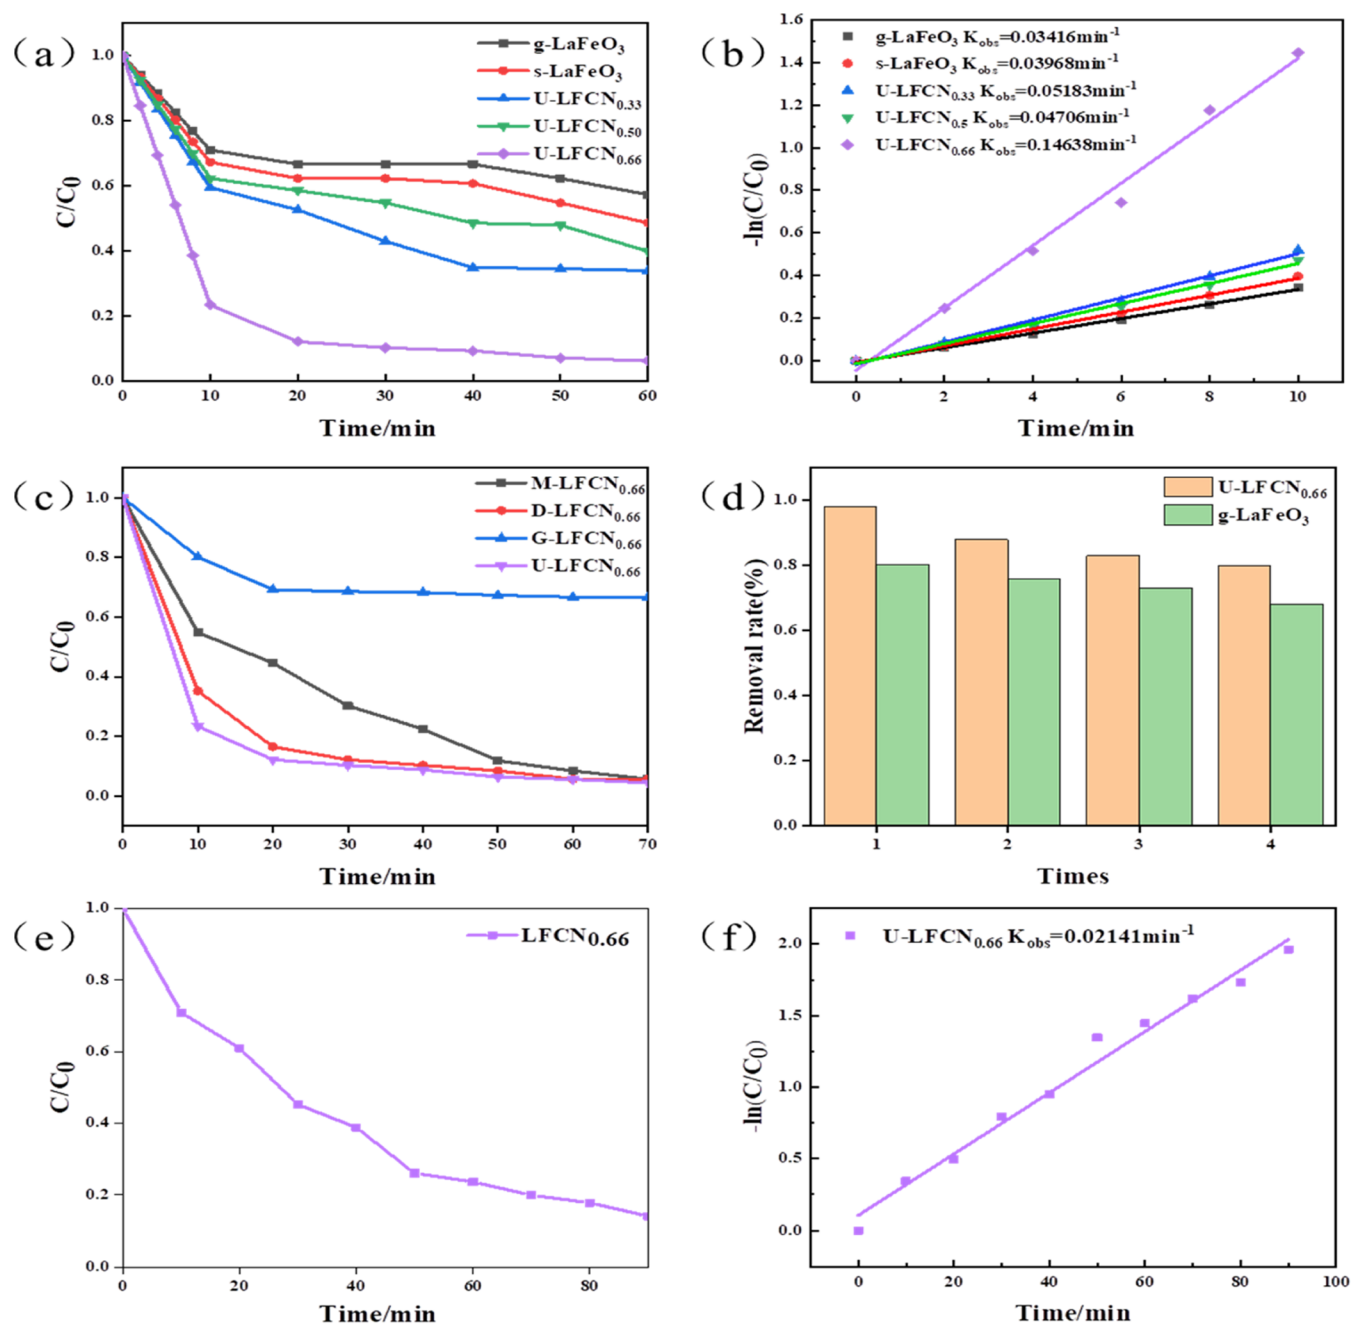 (a)
g-LaFeO3
s-LaFeO3
U-LFCN0.33
U-LFCN0.50
U-LFCN0.66
1.0
0.8
0.6
0.4
0.2
0.0
C/C0
0 10 20 30 40 50 60
Time/min
(b)
g-LaFeO3 Kobs=0.03416min-1
s-LaFeO3 Kobs=0.03968min-1
U-LFCN0.33 Kobs=0.05183min-1
U-LFCN0.5 Kobs=0.04706min-1
U-LFCN0.66 Kobs=0.14638min-1
1.6
1.4
1.2
1.0
0.8
0.6
0.4
0.2
0.0
-ln(C/C0)
0 2 4 6 8 10
Time/min
(c)
M-LFCN0.66
D-LFCN0.66
G-LFCN0.66
U-LFCN0.66
1.0
0.8
0.6
0.4
0.2
0.0
C/C0
0 10 20 30 40 50 60 70
Time/min
(d)
U-LFCN0.66
g-LaFeO3
1.0
0.8
0.6
0.4
0.2
0.0
Removal rate(%)
1 2 3 4
Times
(e)
LFCN0.66
1.0
0.8
0.6
0.4
0.2
0.0
C/C0
0 20 40 60 80
Time/min
(f)
U-LFCN0.66 Kobs=0.02141min-1
2.0
1.5
1.0
0.5
0.0
-ln(C/C0)
0 20 40 60 80 100
Time/min